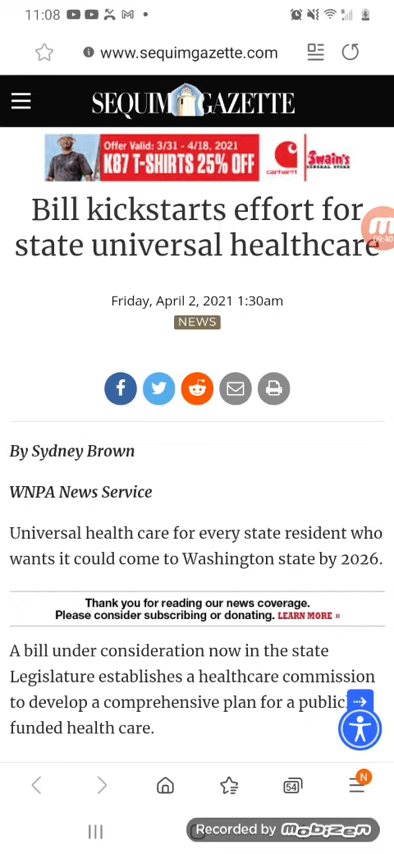 11:08
www.sequimgazette.com
SEQUIM GAZETTE
Offer Valid: 3/31 - 4/18, 2021
K87 T-SHIRTS 25% OFF
carhartt
Swain's
GENERAL STORE
Bill kickstarts effort for
state universal healthcare
09:40
Friday, April 2, 2021 1:30am
NEWS
By Sydney Brown
WNPA News Service
Universal health care for every state resident who
wants it could come to Washington state by 2026.
Thank you for reading our news coverage.
Please consider subscribing or donating. LEARN MORE »
A bill under consideration now in the state
Legislature establishes a healthcare commission
to develop a comprehensive plan for a public
funded health care.
54
N
Recorded by mobizen